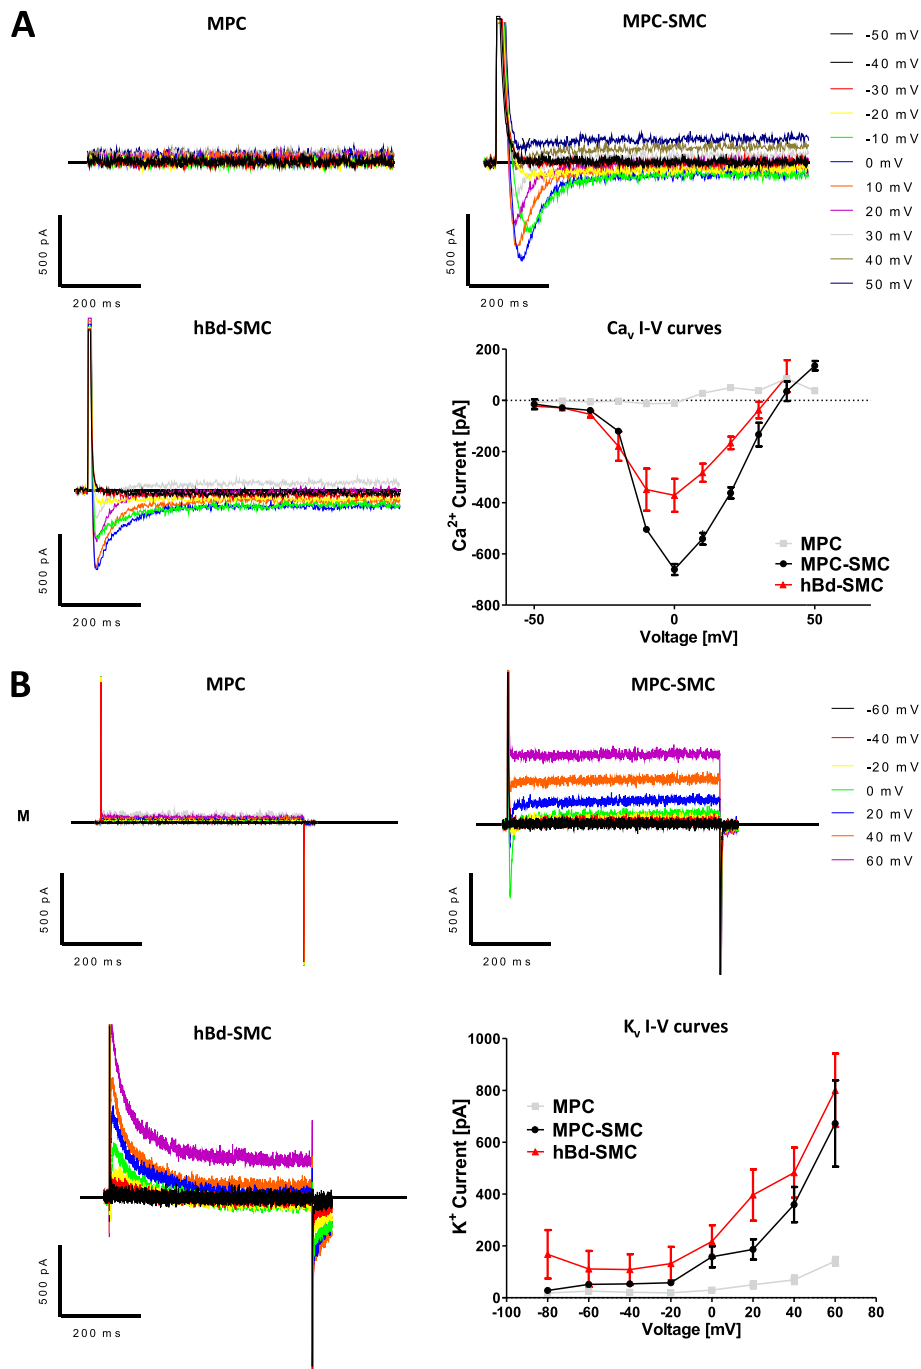 A
MPC
MPC-SMC
-50 mV
-40 mV
-30 mV
-20 mV
-10 mV
0 mV
10 mV
20 mV
30 mV
40 mV
50 mV
500 pA
200 ms
500 pA
200 ms
hBd-SMC
500 pA
200 ms
Cav I-V curves
200
0
-200
-400
-600
-800
Ca2+ Current [pA]
MPC
MPC-SMC
hBd-SMC
-50
0
50
Voltage [mV]
B
MPC
M
500 pA
200 ms
MPC-SMC
-60 mV
-40 mV
-20 mV
0 mV
20 mV
40 mV
60 mV
500 pA
200 ms
hBd-SMC
500 pA
200 ms
Kv I-V curves
1000
800
600
400
200
0
K+ Current [pA]
MPC
MPC-SMC
hBd-SMC
-100 -80 -60 -40 -20 0 20 40 60 80
Voltage [mV]